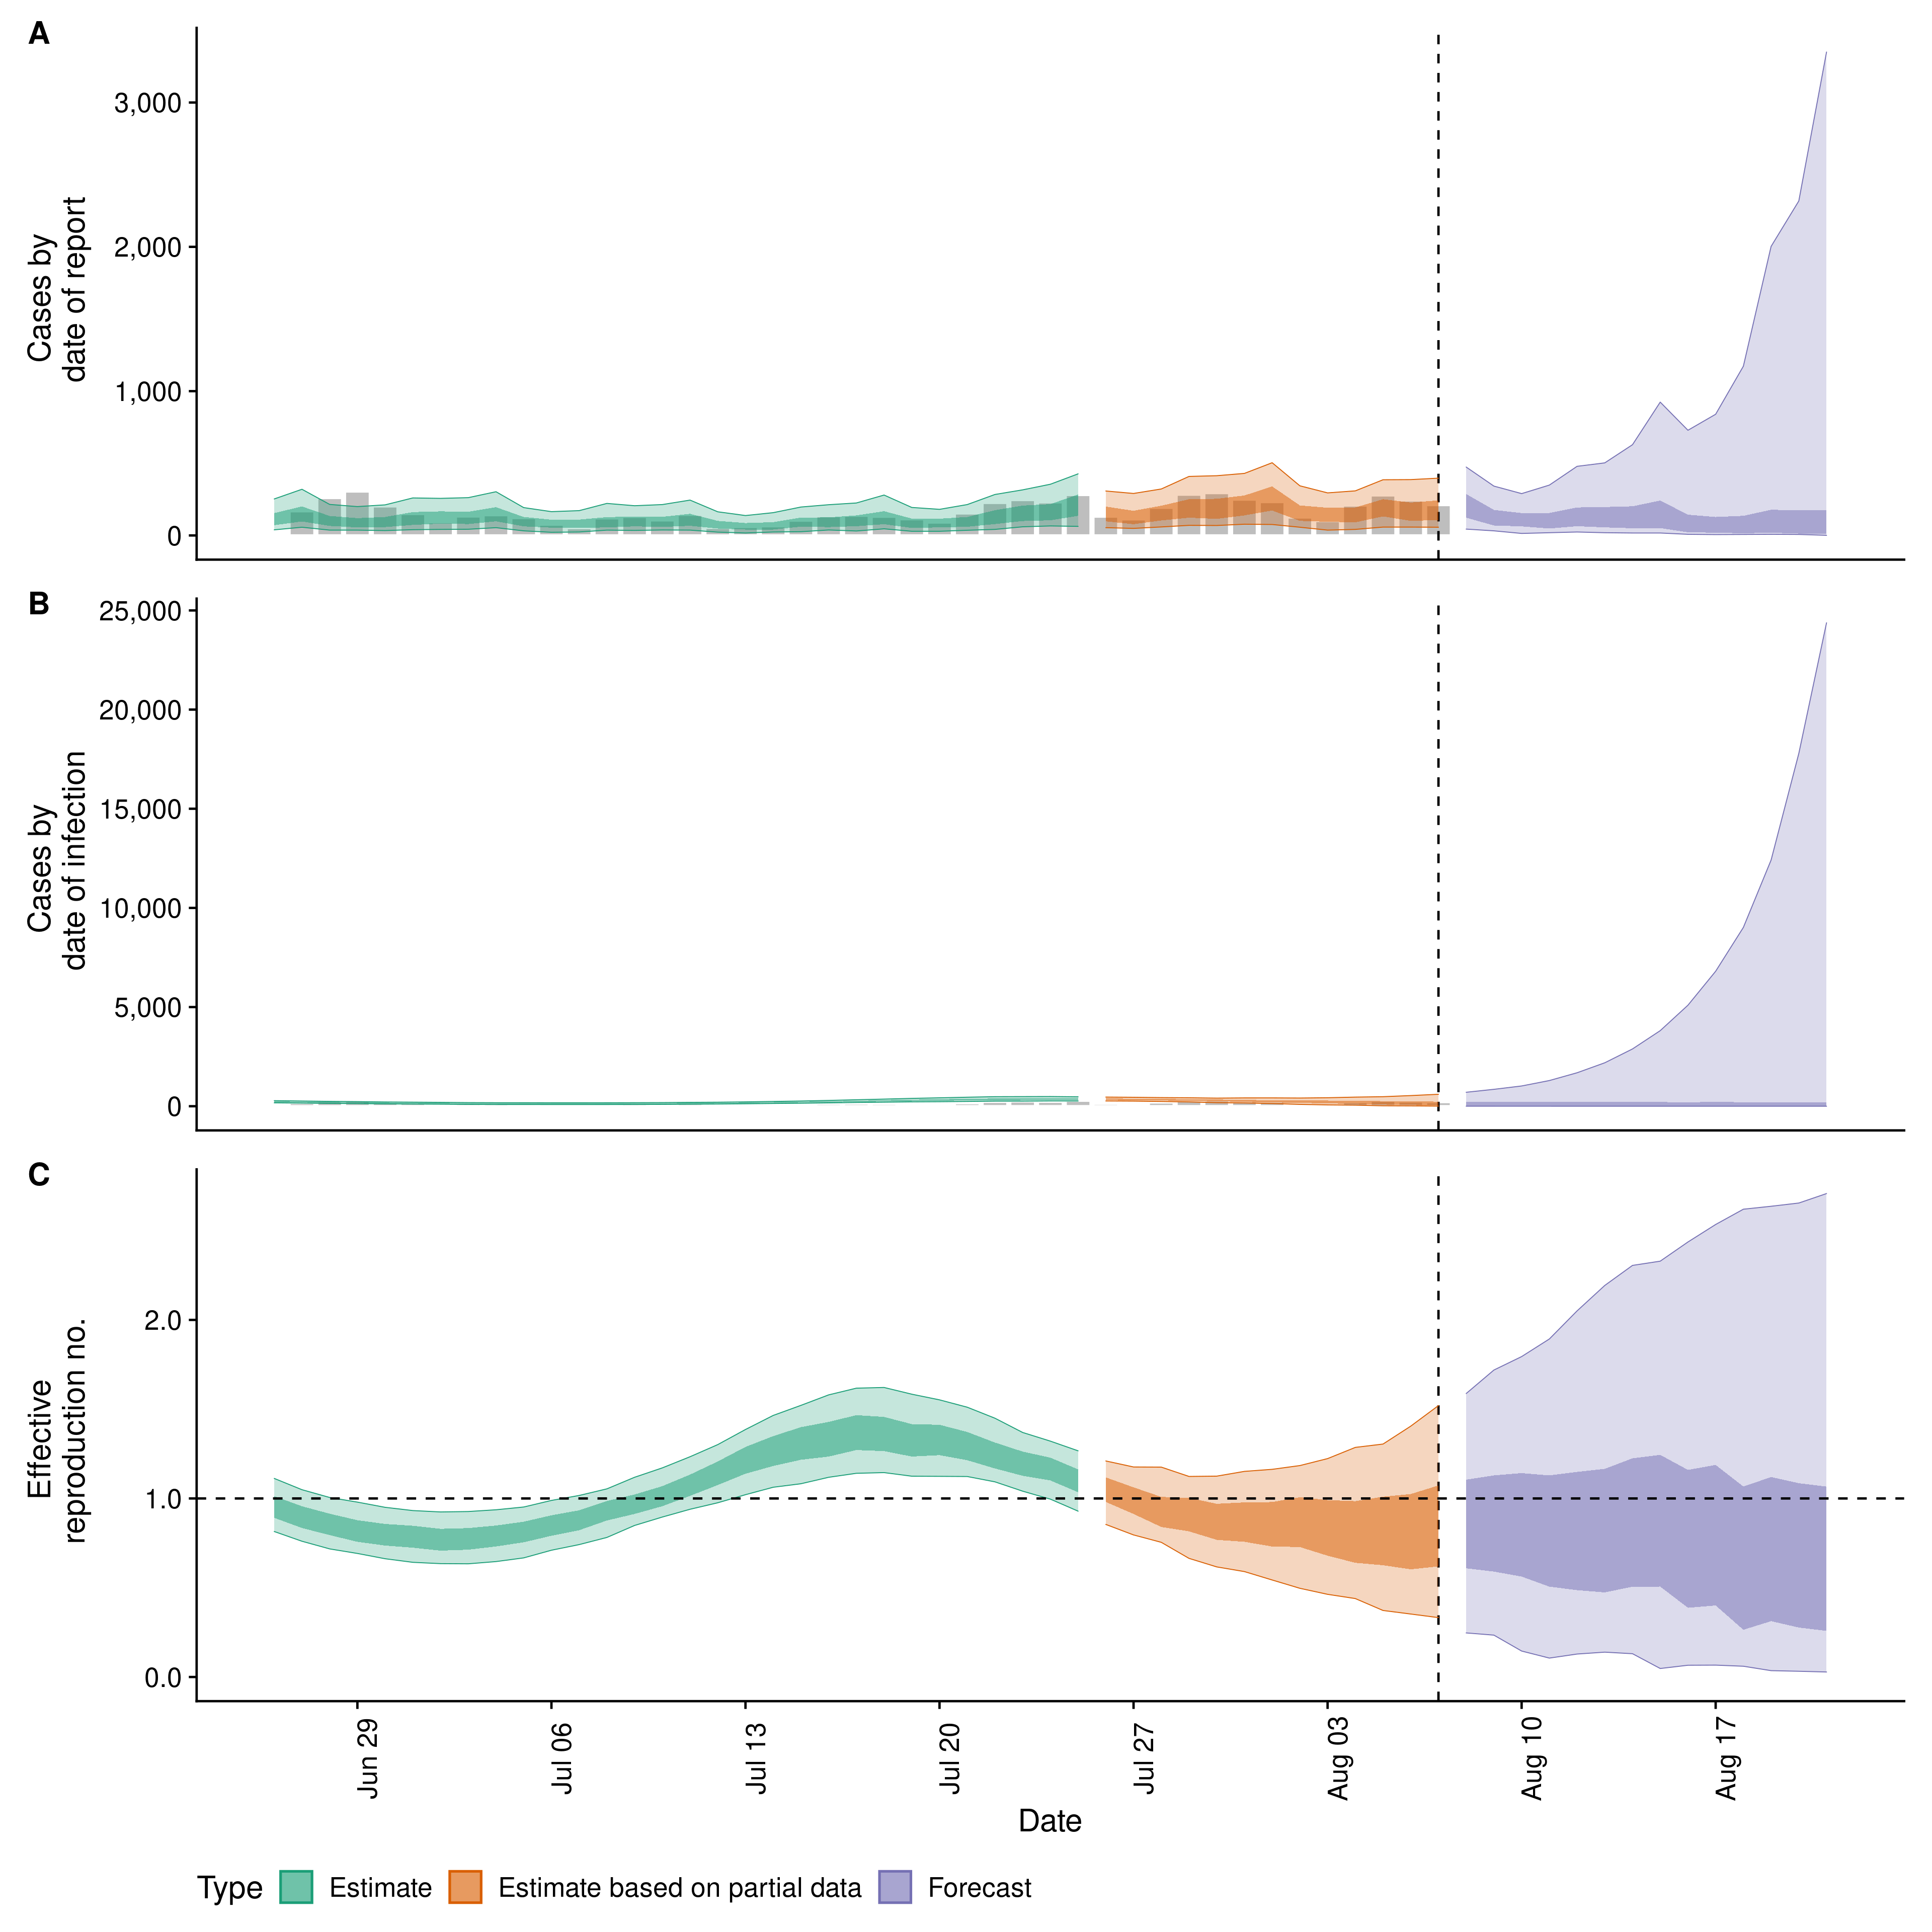 A
Cases by
date of report
3,000
2,000
1,000
0
B
Cases by
date of infection
25,000
20,000
15,000
10,000
5,000
0
C
Effective
reproduction no.
2.0
1.0
0.0
Jun 29
Jul 06
Jul 13
Jul 20
Jul 27
Aug 03
Aug 10
Aug 17
Date
Type Estimate Estimate based on partial data Forecast